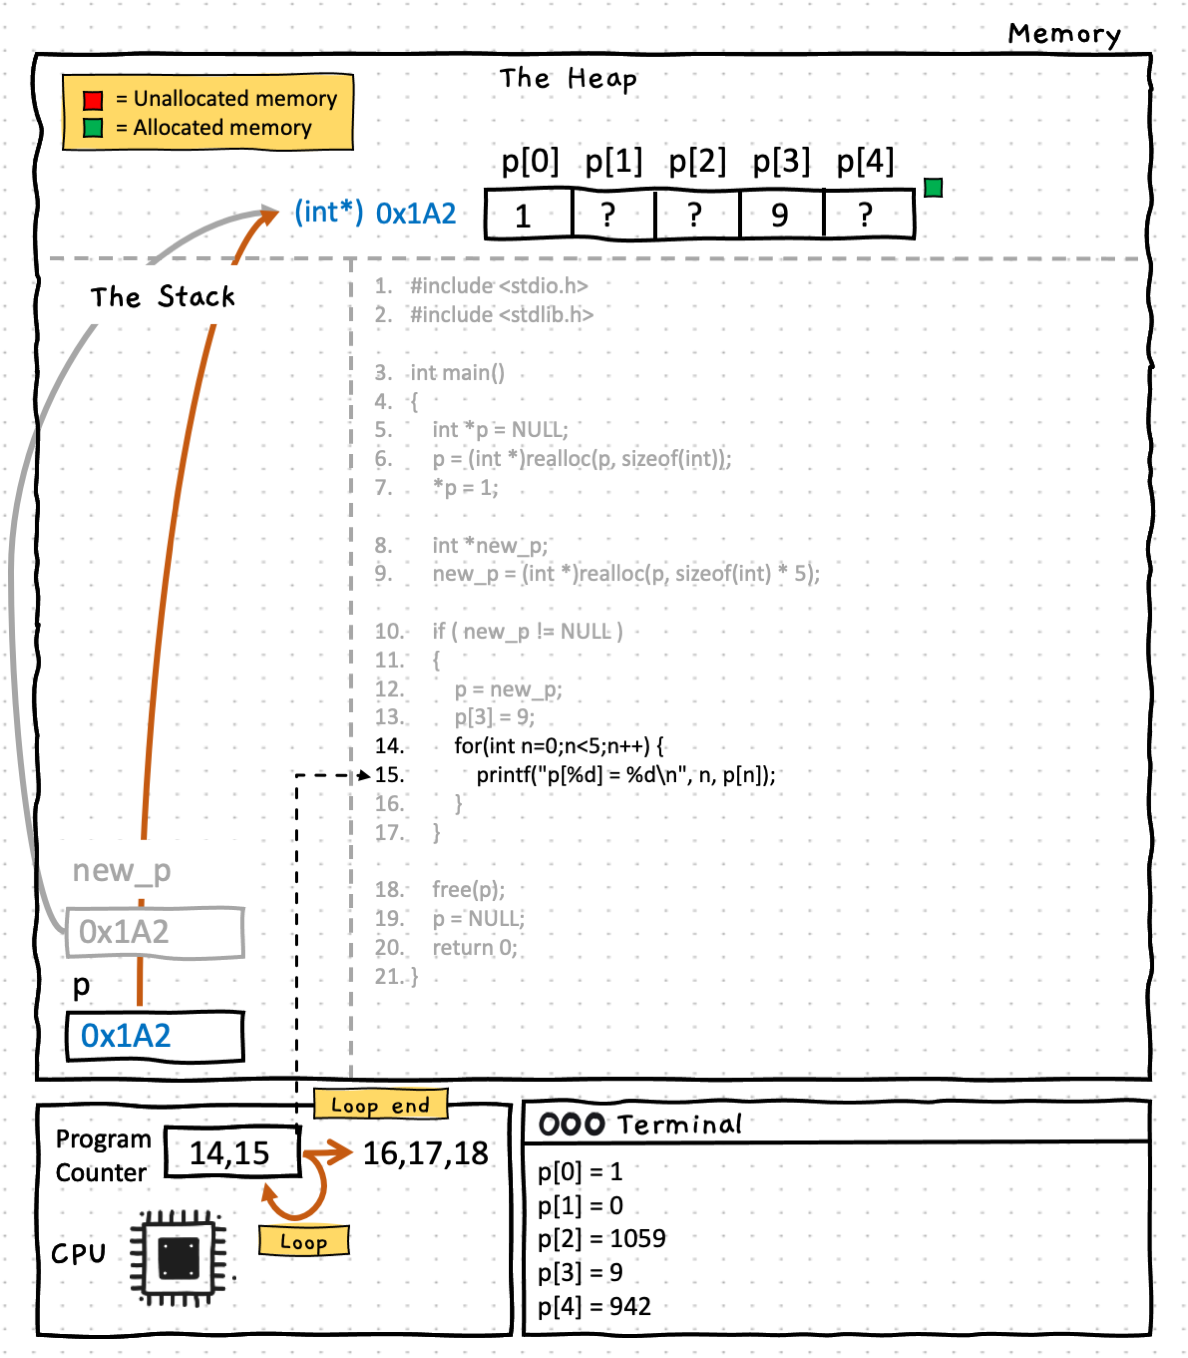 Memory
The Heap
= Unallocated memory
= Allocated memory
p[0] p[1] p[2] p[3] p[4]
(int*) 0x1A2 1 ? ? 9 ?
The Stack
1. #include <stdio.h>
2. #include <stdlib.h>
3. int main()
4. {
5. int *p = NULL;
6. p = (int *)realloc(p, sizeof(int));
7. *p = 1;
8. int *new_p;
9. new_p = (int *)realloc(p, sizeof(int) * 5);
10. if ( new_p != NULL )
11. {
12. p = new_p;
13. p[3] = 9;
14. for(int n=0;n<5;n++) {
15. printf("p[%d] = %d\n", n, p[n]);
16. }
17. }
18. free(p);
19. p = NULL;
20. return 0;
21. }
new_p
0x1A2
p
0x1A2
Loop end
Program
Counter
14,15
16,17,18
Loop
CPU
Terminal
p[0] = 1
p[1] = 0
p[2] = 1059
p[3] = 9
p[4] = 942